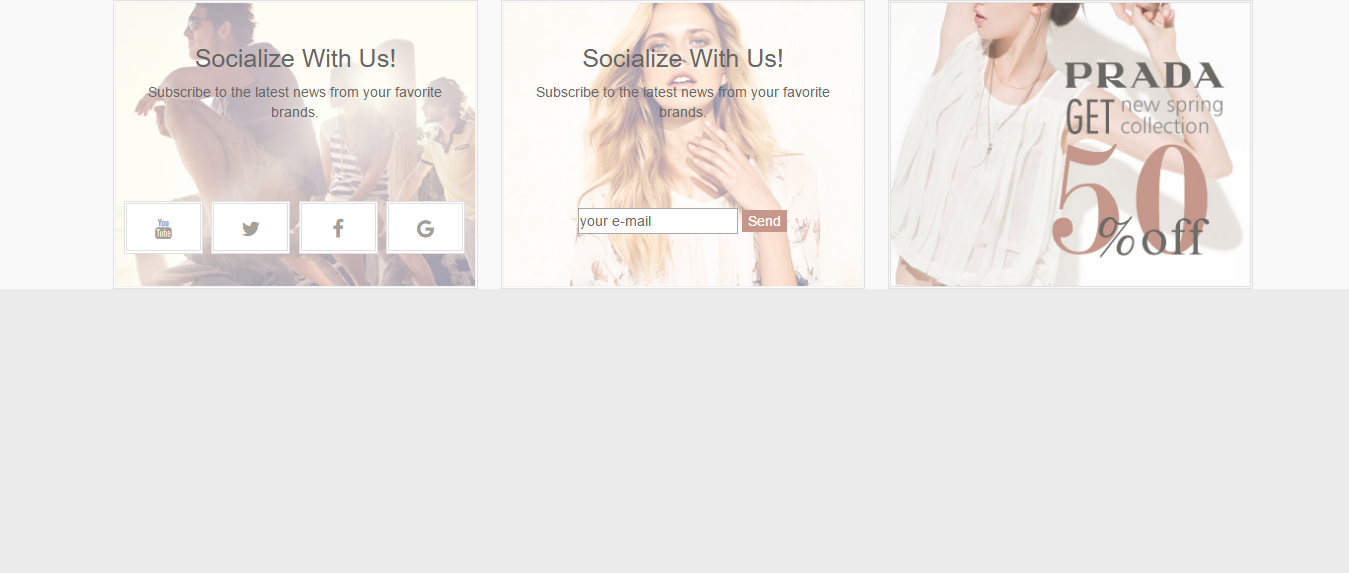 Socialize With Us!
Subscribe to the latest news from your favorite
brands.
You
Tube
Socialize With Us!
Subscribe to the latest news from your favorite
brands.
your e-mail
Send
PRADA
GET new spring
collection
50
%off